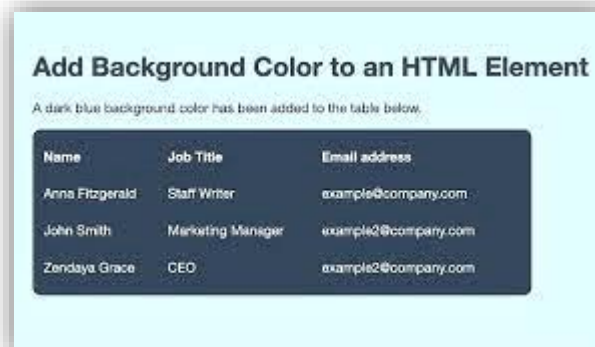 Add Background Color to an HTML Element
A dark blue background color has been added to the table below.
Name Job Title Email address
Anna Fitzgerald Staff Writer example@company.com
John Smith Marketing Manager example2@company.com
Zendaya Grace CEO example2@company.com